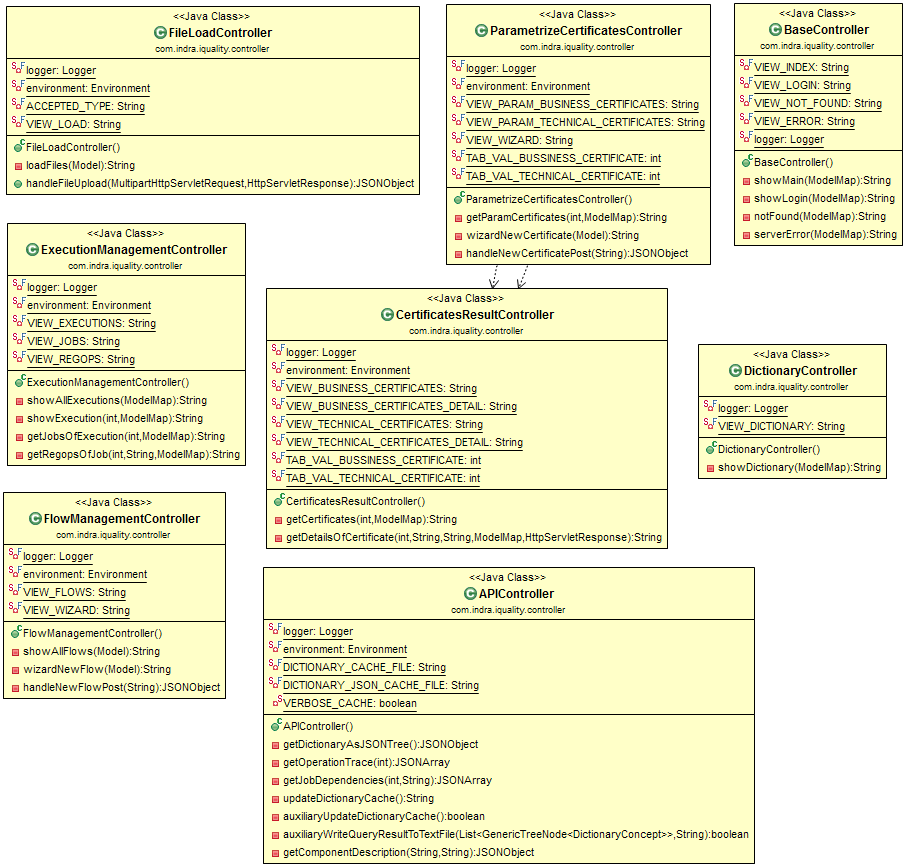 <<Java Class>>
FileLoadController
com.indra.iquality.controller
logger: Logger
environment: Environment
ACCEPTED_TYPE: String
VIEW_LOAD: String
FileLoadController()
loadFiles(Model):String
handleFileUpload(MultipartHttpServletRequest,HttpServletResponse):JSONObject
<<Java Class>>
ParametrizeCertificatesController
com.indra.iquality.controller
logger: Logger
environment: Environment
VIEW_PARAM_BUSINESS_CERTIFICATES: String
VIEW_PARAM_TECHNICAL_CERTIFICATES: String
VIEW_WIZARD: String
TAB_VAL_BUSSINESS_CERTIFICATE: int
TAB_VAL_TECHNICAL_CERTIFICATE: int
ParametrizeCertificatesController()
getParamCertificates(int,ModelMap):String
wizardNewCertificate(Model):String
handleNewCertificatePost(String):JSONObject
<<Java Class>>
BaseController
com.indra.iquality.controller
VIEW_INDEX: String
VIEW_LOGIN: String
VIEW_NOT_FOUND: String
VIEW_ERROR: String
logger: Logger
BaseController()
showMain(ModelMap):String
showLogin(ModelMap):String
notFound(ModelMap):String
serverError(ModelMap):String
<<Java Class>>
ExecutionManagementController
com.indra.iquality.controller
logger: Logger
environment: Environment
VIEW_EXECUTIONS: String
VIEW_JOBS: String
VIEW_REGOPS: String
ExecutionManagementController()
showAllExecutions(ModelMap):String
showExecution(int,ModelMap):String
getJobsOfExecution(int,ModelMap):String
getRegopsOfJob(int,String,ModelMap):String
<<Java Class>>
CertificatesResultController
com.indra.iquality.controller
logger: Logger
environment: Environment
VIEW_BUSINESS_CERTIFICATES: String
VIEW_BUSINESS_CERTIFICATES_DETAIL: String
VIEW_TECHNICAL_CERTIFICATES: String
VIEW_TECHNICAL_CERTIFICATES_DETAIL: String
TAB_VAL_BUSSINESS_CERTIFICATE: int
TAB_VAL_TECHNICAL_CERTIFICATE: int
CertificatesResultController()
getCertificates(int,ModelMap):String
getDetailsOfCertificate(int,String,String,ModelMap,HttpServletResponse):String
<<Java Class>>
DictionaryController
com.indra.iquality.controller
logger: Logger
VIEW_DICTIONARY: String
DictionaryController()
showDictionary(ModelMap):String
<<Java Class>>
FlowManagementController
com.indra.iquality.controller
logger: Logger
environment: Environment
VIEW_FLOWS: String
VIEW_WIZARD: String
FlowManagementController()
showAllFlows(Model):String
wizardNewFlow(Model):String
handleNewFlowPost(String):JSONObject
<<Java Class>>
APIController
com.indra.iquality.controller
logger: Logger
environment: Environment
DICTIONARY_CACHE_FILE: String
DICTIONARY_JSON_CACHE_FILE: String
VERBOSE_CACHE: boolean
APIController()
getDictionaryAsJSONTree():JSONObject
getOperationTrace(int):JSONArray
getJobDependencies(int,String):JSONArray
updateDictionaryCache():String
auxiliaryUpdateDictionaryCache():boolean
auxiliaryWriteQueryResultToTextFile(List<GenericTreeNode<DictionaryConcept>>,String):boolean
getComponentDescription(String,String):JSONObject